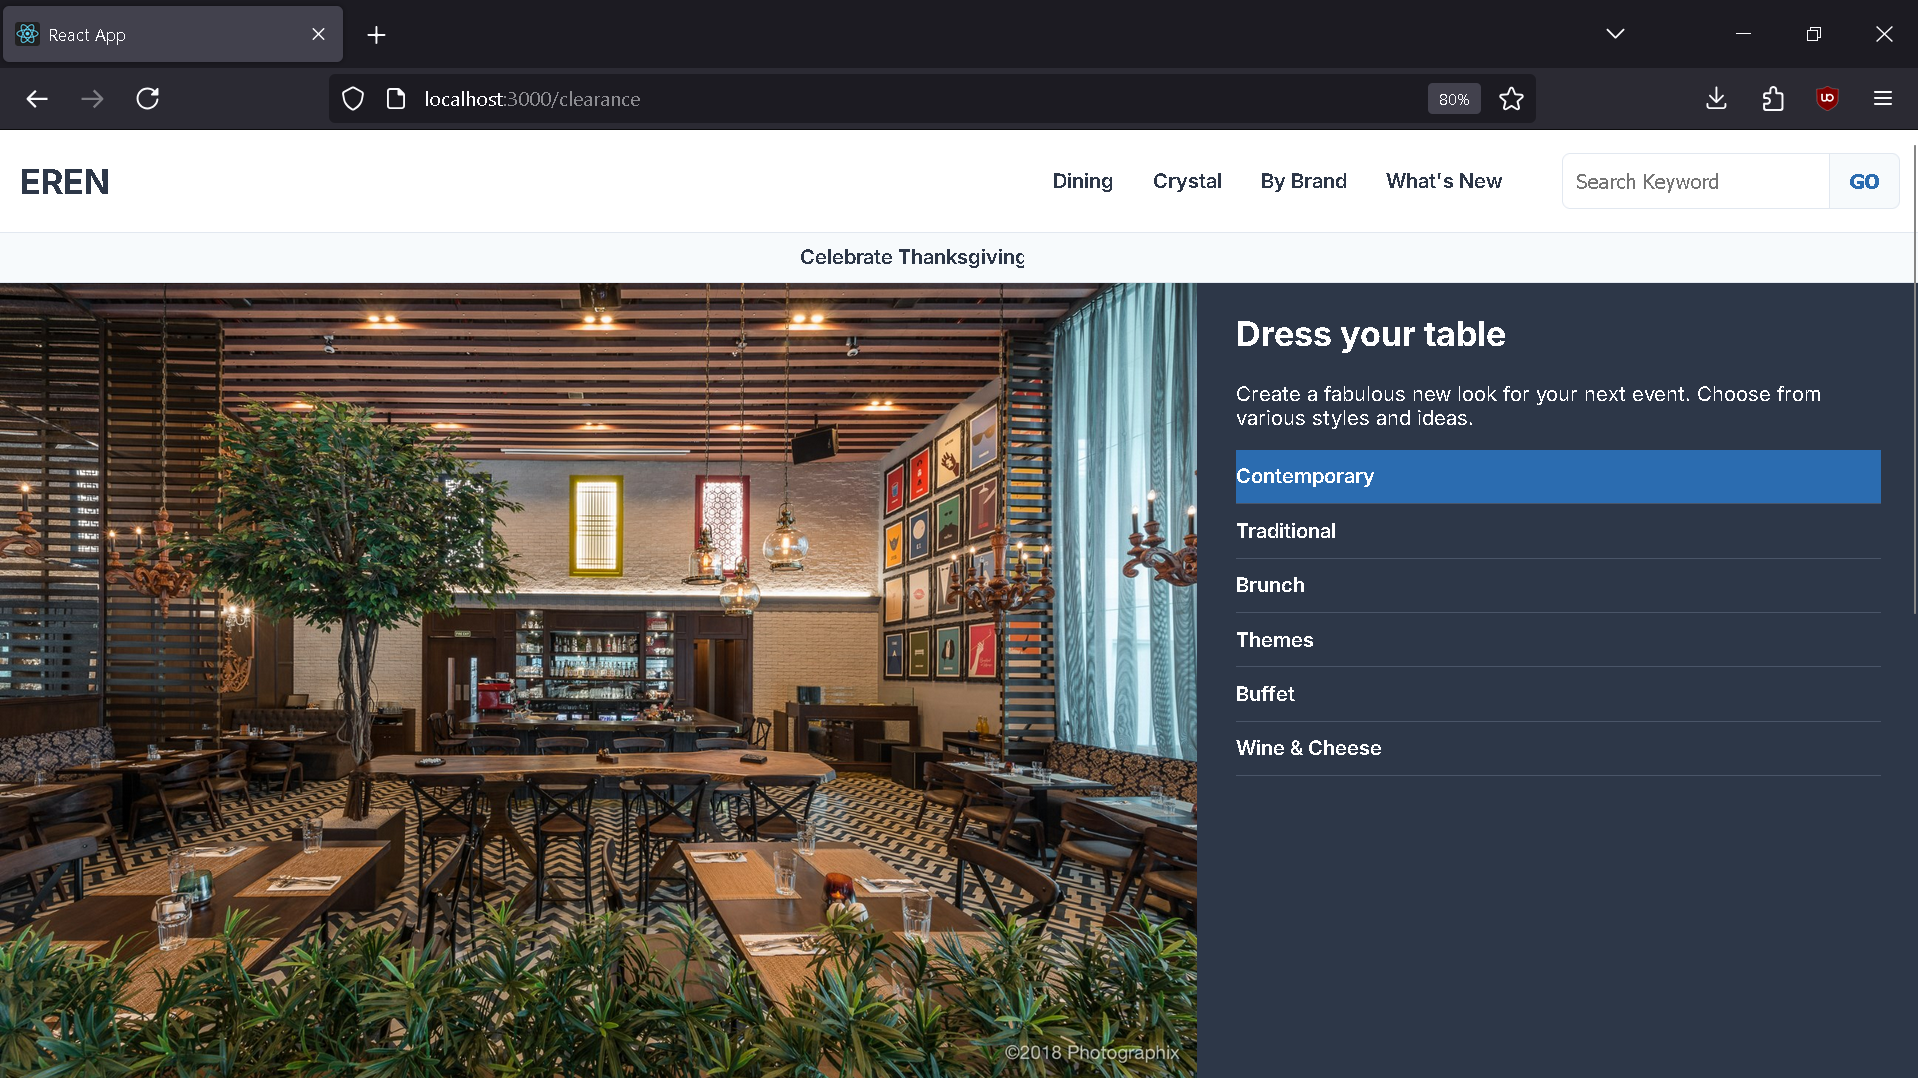 React App
localhost:3000/clearance
80%
EREN
Dining
Crystal
By Brand
What's New
Search Keyword
GO
Celebrate Thanksgiving
Dress your table
Create a fabulous new look for your next event. Choose from
various styles and ideas.
Contemporary
Traditional
Brunch
Themes
Buffet
Wine & Cheese
©2018 Photographix